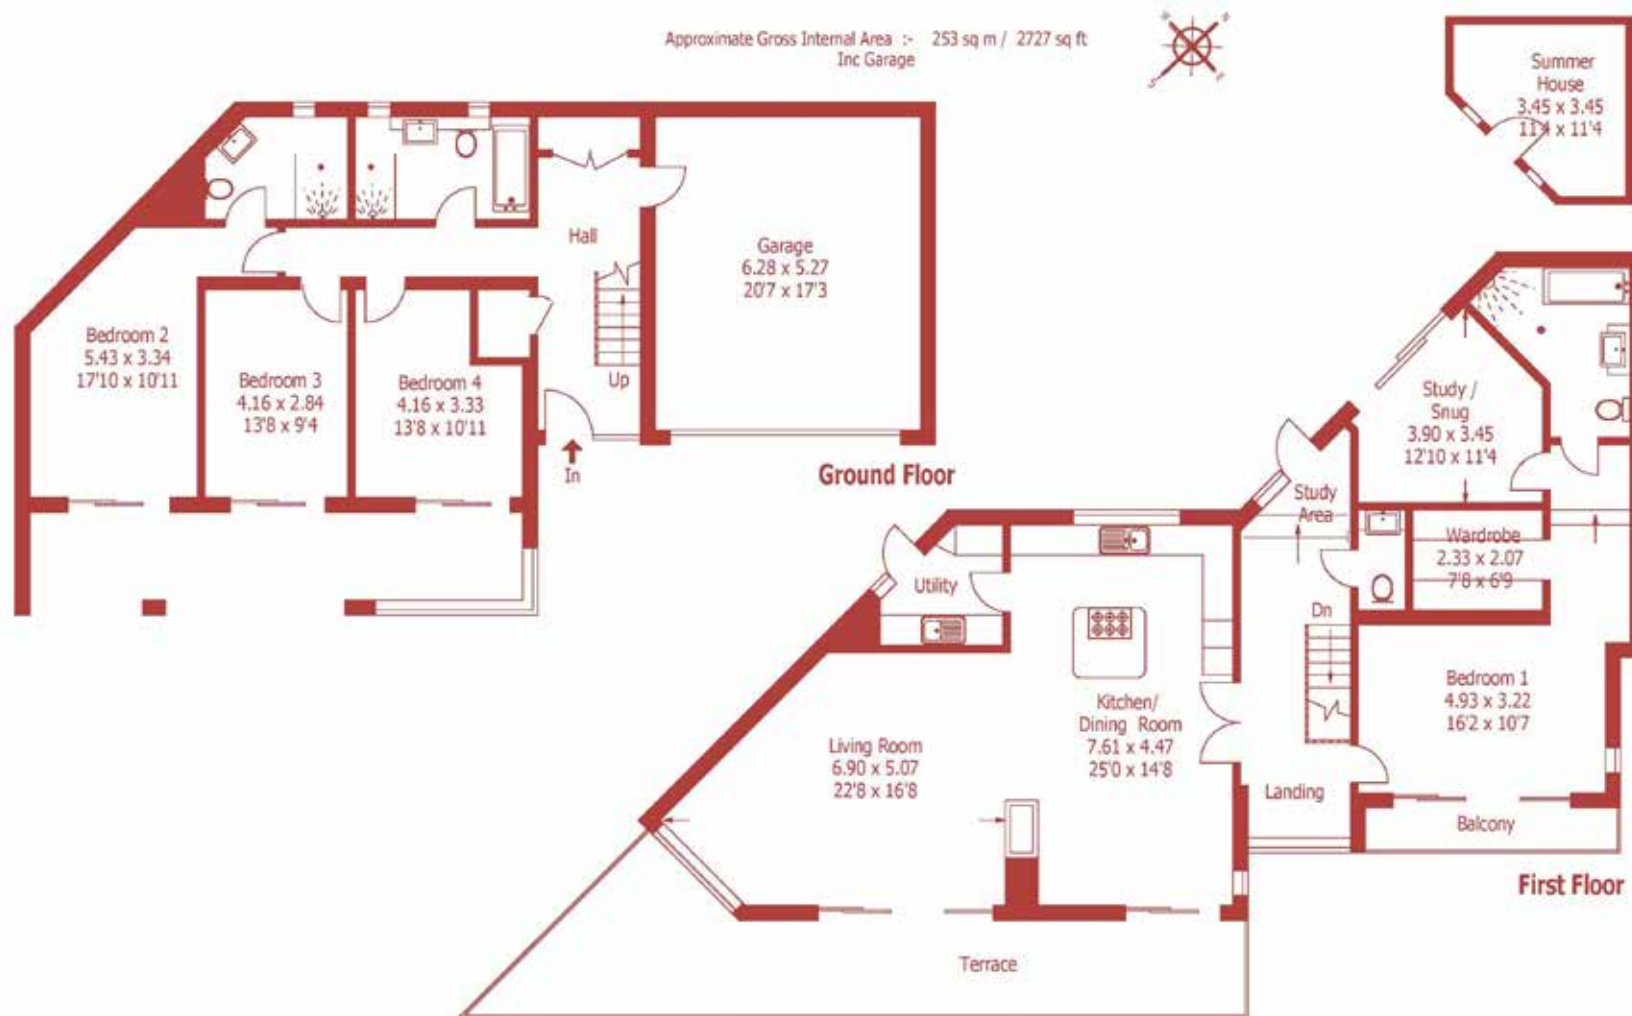 Approximate Gross Internal Area :- 253 sq m / 2727 sq ft
Inc Garage
Summer
House
3.45 x 3.45
11'4 x 11'4
Hall
Garage
6.28 x 5.27
20'7 x 17'3
Bedroom 2
5.43 x 3.34
17'10 x 10'11
Bedroom 3
4.16 x 2.84
13'8 x 9'4
Bedroom 4
4.16 x 3.33
13'8 x 10'11
Up
In
Ground Floor
Study /
Snug
3.90 x 3.45
12'10 x 11'4
Study
Area
Wardrobe
2.33 x 2.07
7'8 x 6'9
Utility
Dn
Kitchen/
Dining Room
7.61 x 4.47
25'0 x 14'8
Bedroom 1
4.93 x 3.22
16'2 x 10'7
Living Room
6.90 x 5.07
22'8 x 16'8
Landing
Balcony
First Floor
Terrace